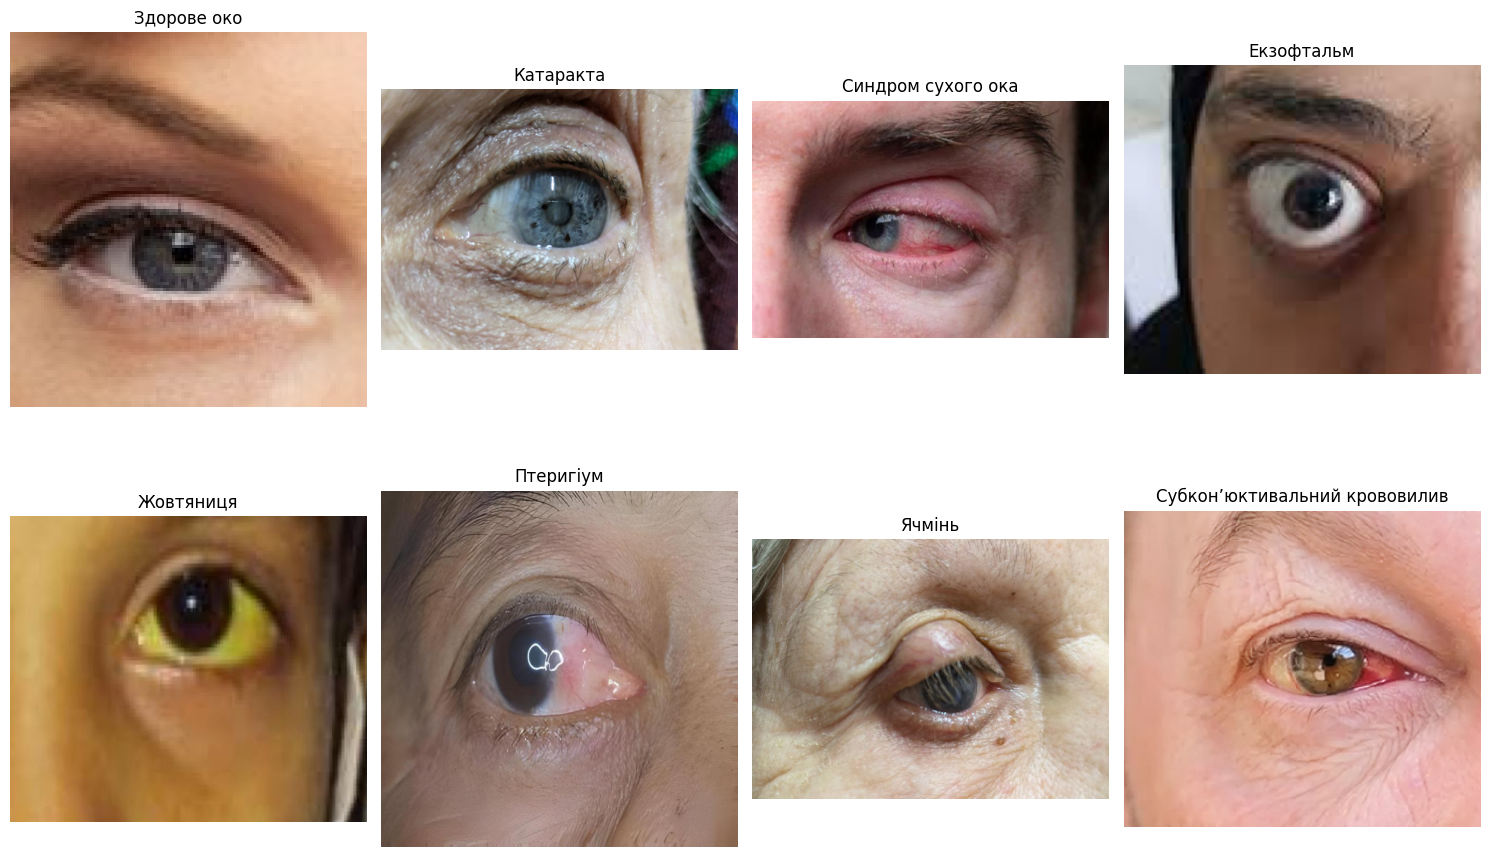 Здорове око
Катаракта
Синдром сухого ока
Екзофтальм
Жовтяниця
Птеригіум
Ячмінь
Субкон’юктивальний крововилив